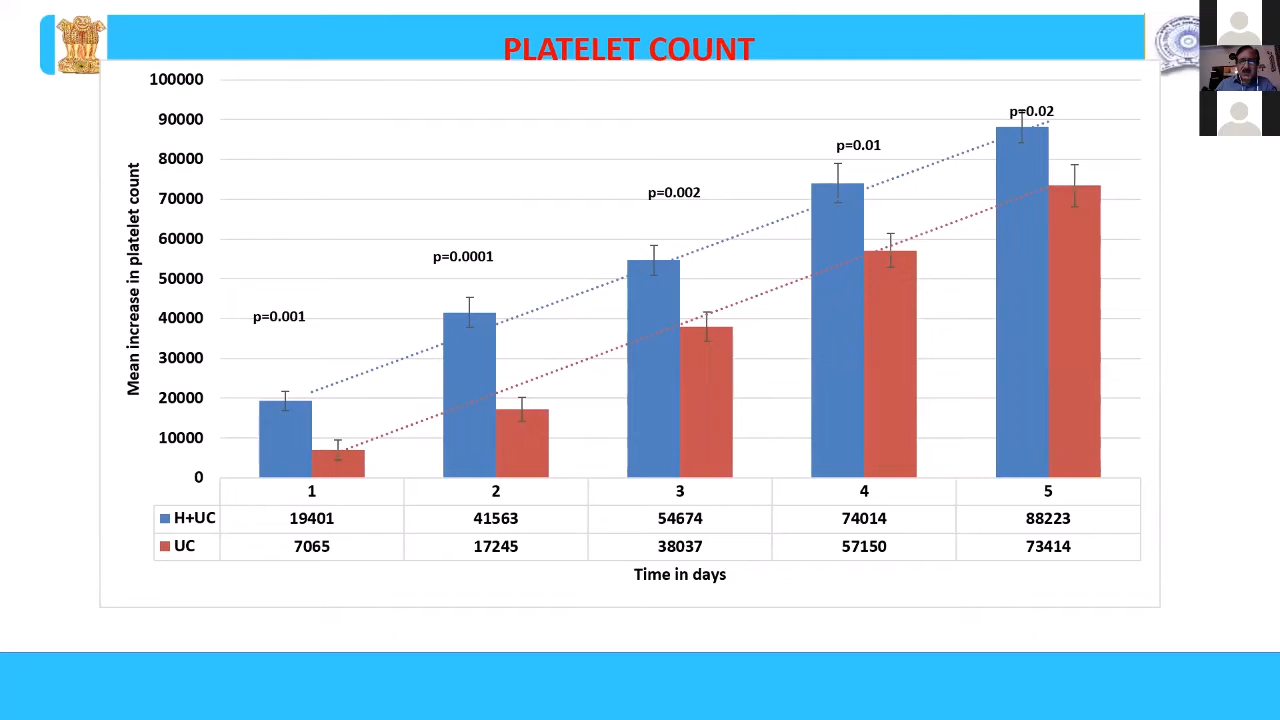 PLATELET COUNT
100000
90000
80000
70000
60000
50000
40000
30000
20000
10000
0
Mean increase in platelet count
p=0.001
p=0.0001
p=0.002
p=0.01
p=0.02
1 2 3 4 5
H+UC 19401 41563 54674 74014 88223
UC 7065 17245 38037 57150 73414
Time in days